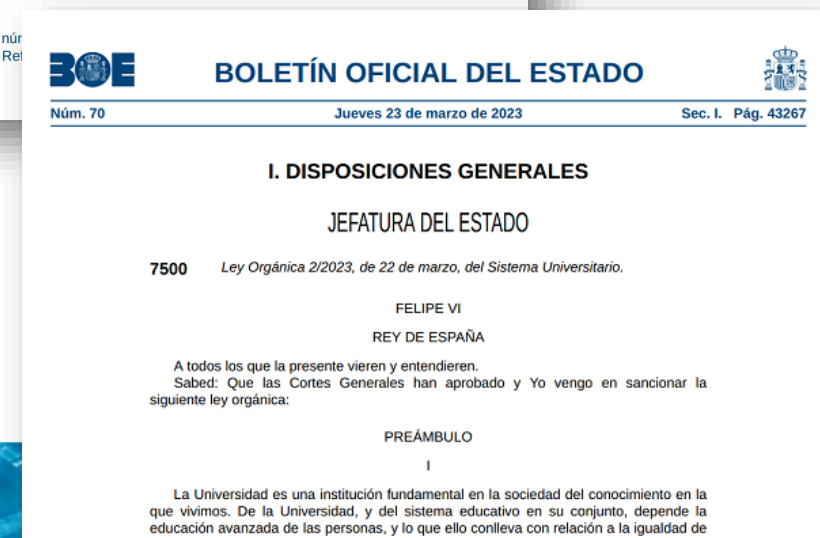 núm
Ref
BOE
BOLETÍN OFICIAL DEL ESTADO
Núm. 70 Jueves 23 de marzo de 2023 Sec. I. Pág. 43267
I. DISPOSICIONES GENERALES
JEFATURA DEL ESTADO
7500 Ley Orgánica 2/2023, de 22 de marzo, del Sistema Universitario.
FELIPE VI
REY DE ESPAÑA
A todos los que la presente vieren y entendieren.
Sabed: Que las Cortes Generales han aprobado y Yo vengo en sancionar la
siguiente ley orgánica:
PREÁMBULO
I
La Universidad es una institución fundamental en la sociedad del conocimiento en la
que vivimos. De la Universidad, y del sistema educativo en su conjunto, depende la
educación avanzada de las personas, y lo que ello conlleva con relación a la igualdad de